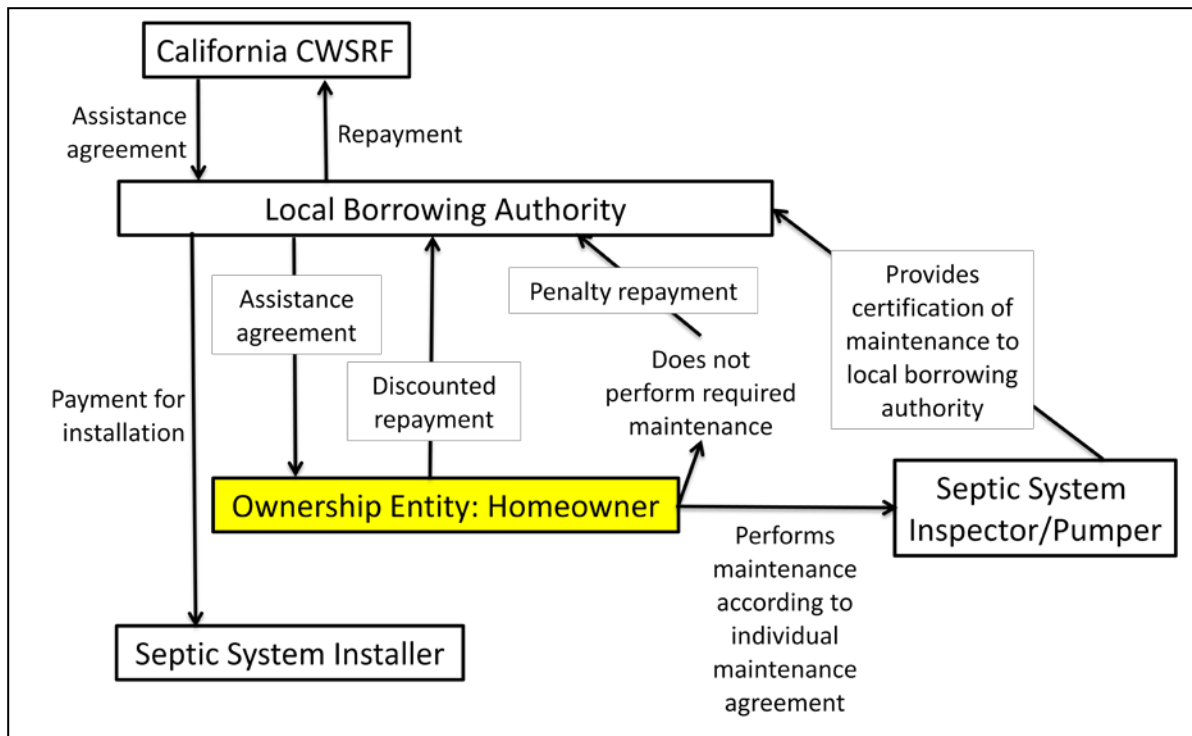 California CWSRF
Assistance
agreement
Repayment
Local Borrowing Authority
Assistance
agreement
Penalty repayment
Provides
certification of
maintenance to
local borrowing
authority
Payment for
installation
Discounted
repayment
Does not
perform required
maintenance
Ownership Entity: Homeowner
Septic System
Inspector/Pumper
Performs
maintenance
according to
individual
maintenance
agreement
Septic System Installer